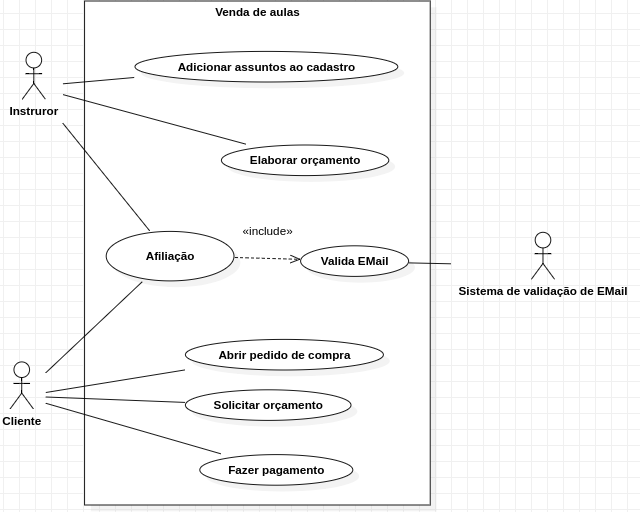 Venda de aulas
Adicionar assuntos ao cadastro
Instruror
Elaborar orçamento
«include»
Afiliação
Valida EMail
Sistema de validação de EMail
Abrir pedido de compra
Solicitar orçamento
Cliente
Fazer pagamento